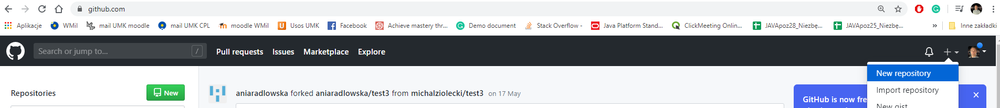 github.com
Aplikacje WMiI mail UMK moodle mail UMK CPL moodle WMiI Usos UMK Facebook Achieve mastery thr... Demo document Stack Overflow - Java Platform Stand... ClickMeeting Onlin... JAVApoz28_Niezbę... JAVApoz25_Niezbę... » Inne zakładki
Search or jump to... / Pull requests Issues Marketplace Explore
New repository
Repositories New
Import repository
aniaradlowska forked aniaradlowska/test3 from michalziolecki/test3 on 17 May
GitHub is now fre
New gist